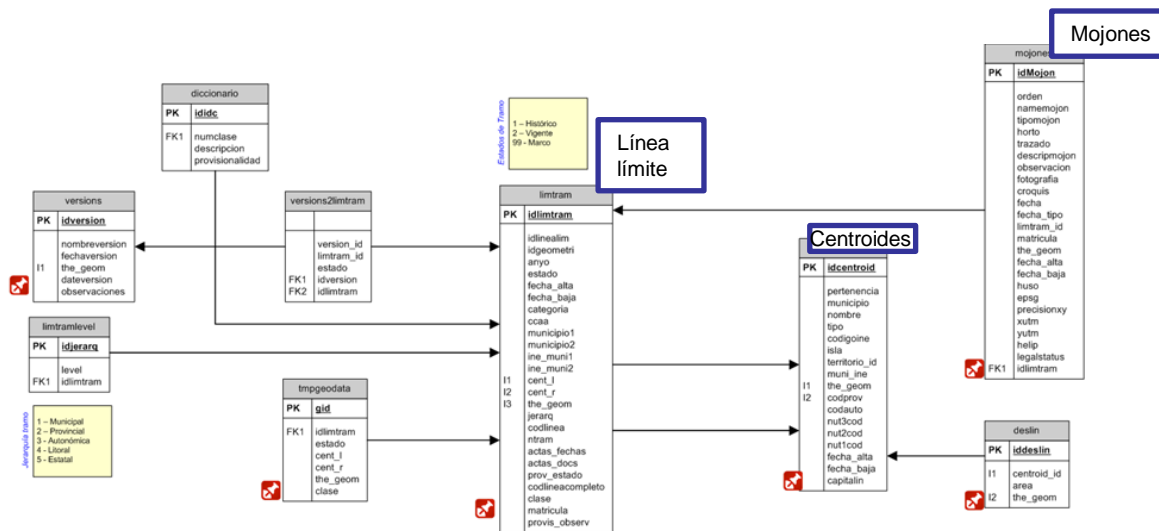 Mojones
mojones
PK idMojon
orden
namemojon
tipomojon
horto
trazado
descripmojon
observacion
fotografia
croquis
fecha
fecha_tipo
limtram_id
matricula
the_geom
fecha_alta
fecha_baja
huso
epsg
precisionxy
xutm
yutm
helip
legalstatus
FK1 idlimtram
diccionario
PK ididc
FK1 numclase
descripcion
provisionalidad
Estados de Tramo
1 – Histórico
2 – Vigente
99 - Marco
Línea
límite
versions
PK idversion
nombreversion
fechaversion
I1 the_geom
dateversion
observaciones
versions2limtram
version_id
limtram_id
estado
FK1 idversion
FK2 idlimtram
limtram
PK idlimtram
idlinealim
idgeometri
anyo
estado
fecha_alta
fecha_baja
categoria
ccaa
municipio1
municipio2
ine_muni1
ine_muni2
I1 cent_l
I2 cent_r
I3 the_geom
jerarq
codlinea
ntram
actas_fechas
actas_docs
prov_estado
codlineacompleto
clase
matricula
provis_observ
Centroides
PK idcentroid
pertenencia
municipio
nombre
tipo
codigoine
isla
territorio_id
muni_ine
I1 the_geom
I2 codprov
codauto
nut3cod
nut2cod
nut1cod
fecha_alta
fecha_baja
capitalin
limtramlevel
PK idjerarq
level
FK1 idlimtram
Jerarquía tramo
1 – Municipal
2 – Provincial
3 - Autonómica
4 - Litoral
5 - Estatal
tmpgeodata
PK gid
FK1 idlimtram
estado
cent_l
cent_r
the_geom
clase
deslin
PK iddeslin
I1 centroid_id
area
I2 the_geom